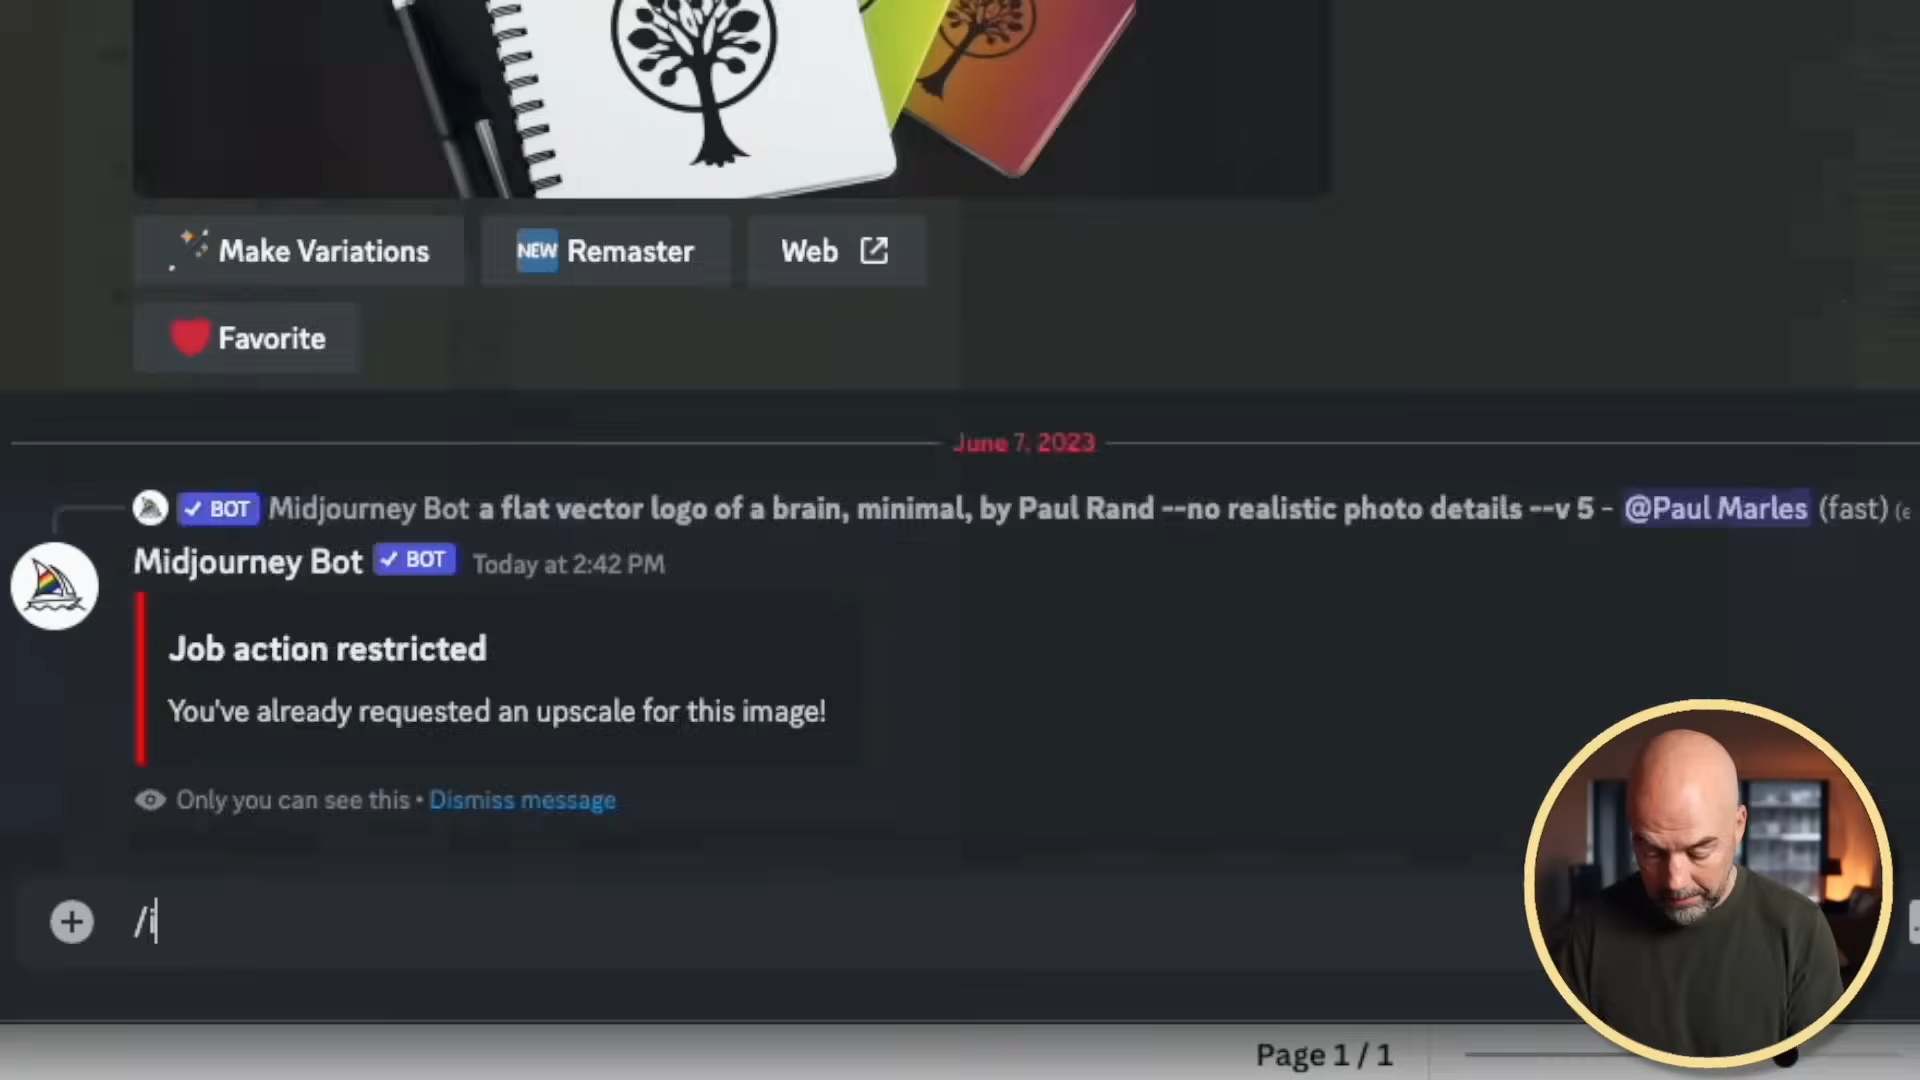 Make Variations
NEW Remaster
Web
Favorite
June 7, 2023
BOT Midjourney Bot a flat vector logo of a brain, minimal, by Paul Rand --no realistic photo details --v 5 - @Paul Marles (fast)
Midjourney Bot BOT Today at 2:42 PM
Job action restricted
You've already requested an upscale for this image!
Only you can see this • Dismiss message
/i
Page 1 / 1